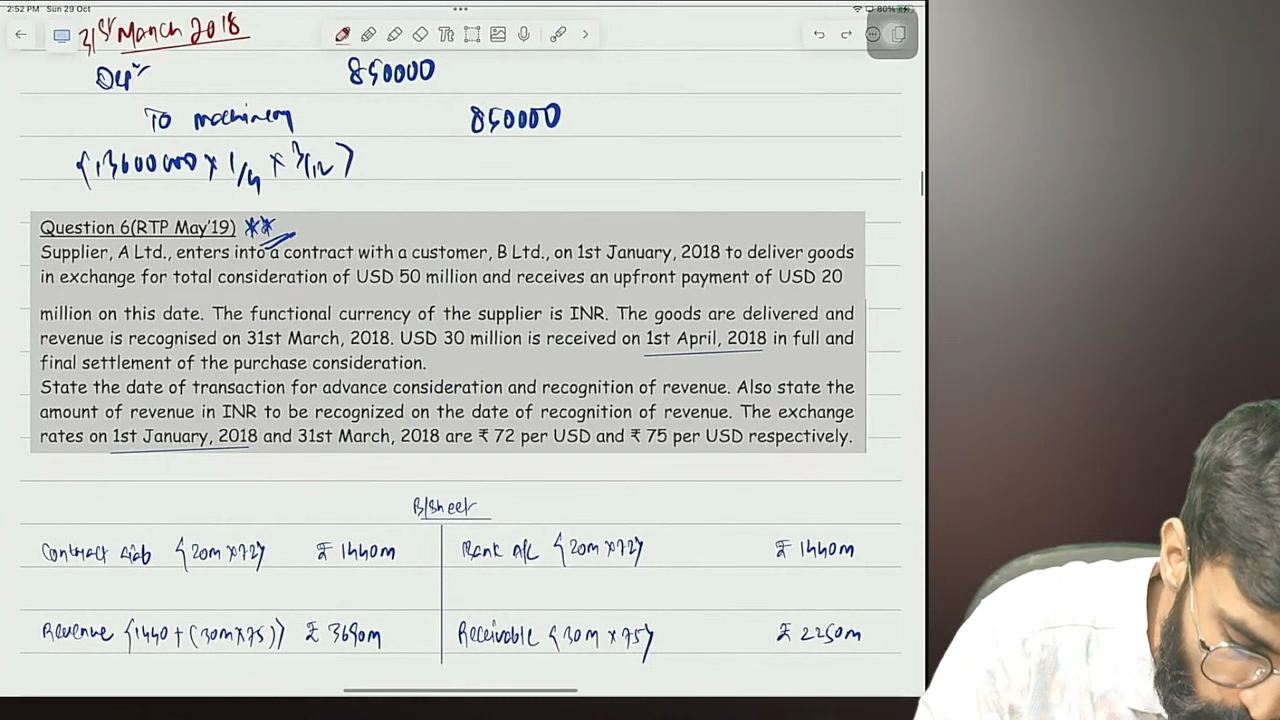 2:52 PM Sun 29 Oct
80%
31st March 2018
Depr 850000
To machinery 850000
{13600000 x 1/4 x 3/12}
Question 6(RTP May'19) **
Supplier, A Ltd., enters into a contract with a customer, B Ltd., on 1st January, 2018 to deliver goods
in exchange for total consideration of USD 50 million and receives an upfront payment of USD 20
million on this date. The functional currency of the supplier is INR. The goods are delivered and
revenue is recognised on 31st March, 2018. USD 30 million is received on 1st April, 2018 in full and
final settlement of the purchase consideration.
State the date of transaction for advance consideration and recognition of revenue. Also state the
amount of revenue in INR to be recognized on the date of recognition of revenue. The exchange
rates on 1st January, 2018 and 31st March, 2018 are ₹ 72 per USD and ₹ 75 per USD respectively.
B/Sheet
Contract liab {20m x 72} ₹ 1440m Bank a/c {20m x 72} ₹ 1440m
Revenue {1440 + (30m x 75)} ₹ 3690m Receivable {30m x 75} ₹ 2250m